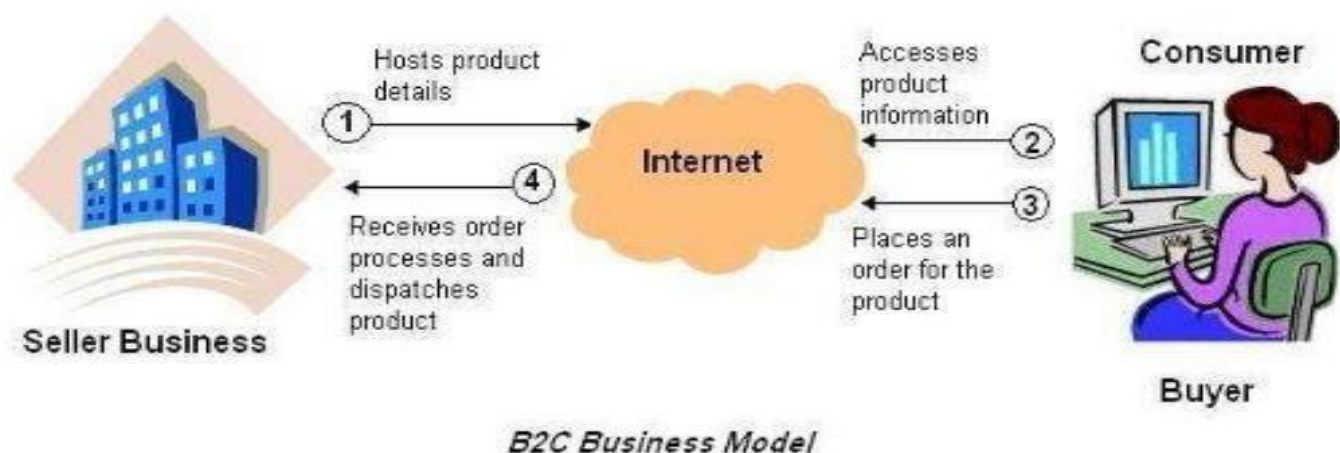 Hosts product
details
1
4
Receives order
processes and
dispatches
product
Seller Business
Internet
Accesses
product
information
2
3
Places an
order for the
product
Consumer
Buyer
B2C Business Model